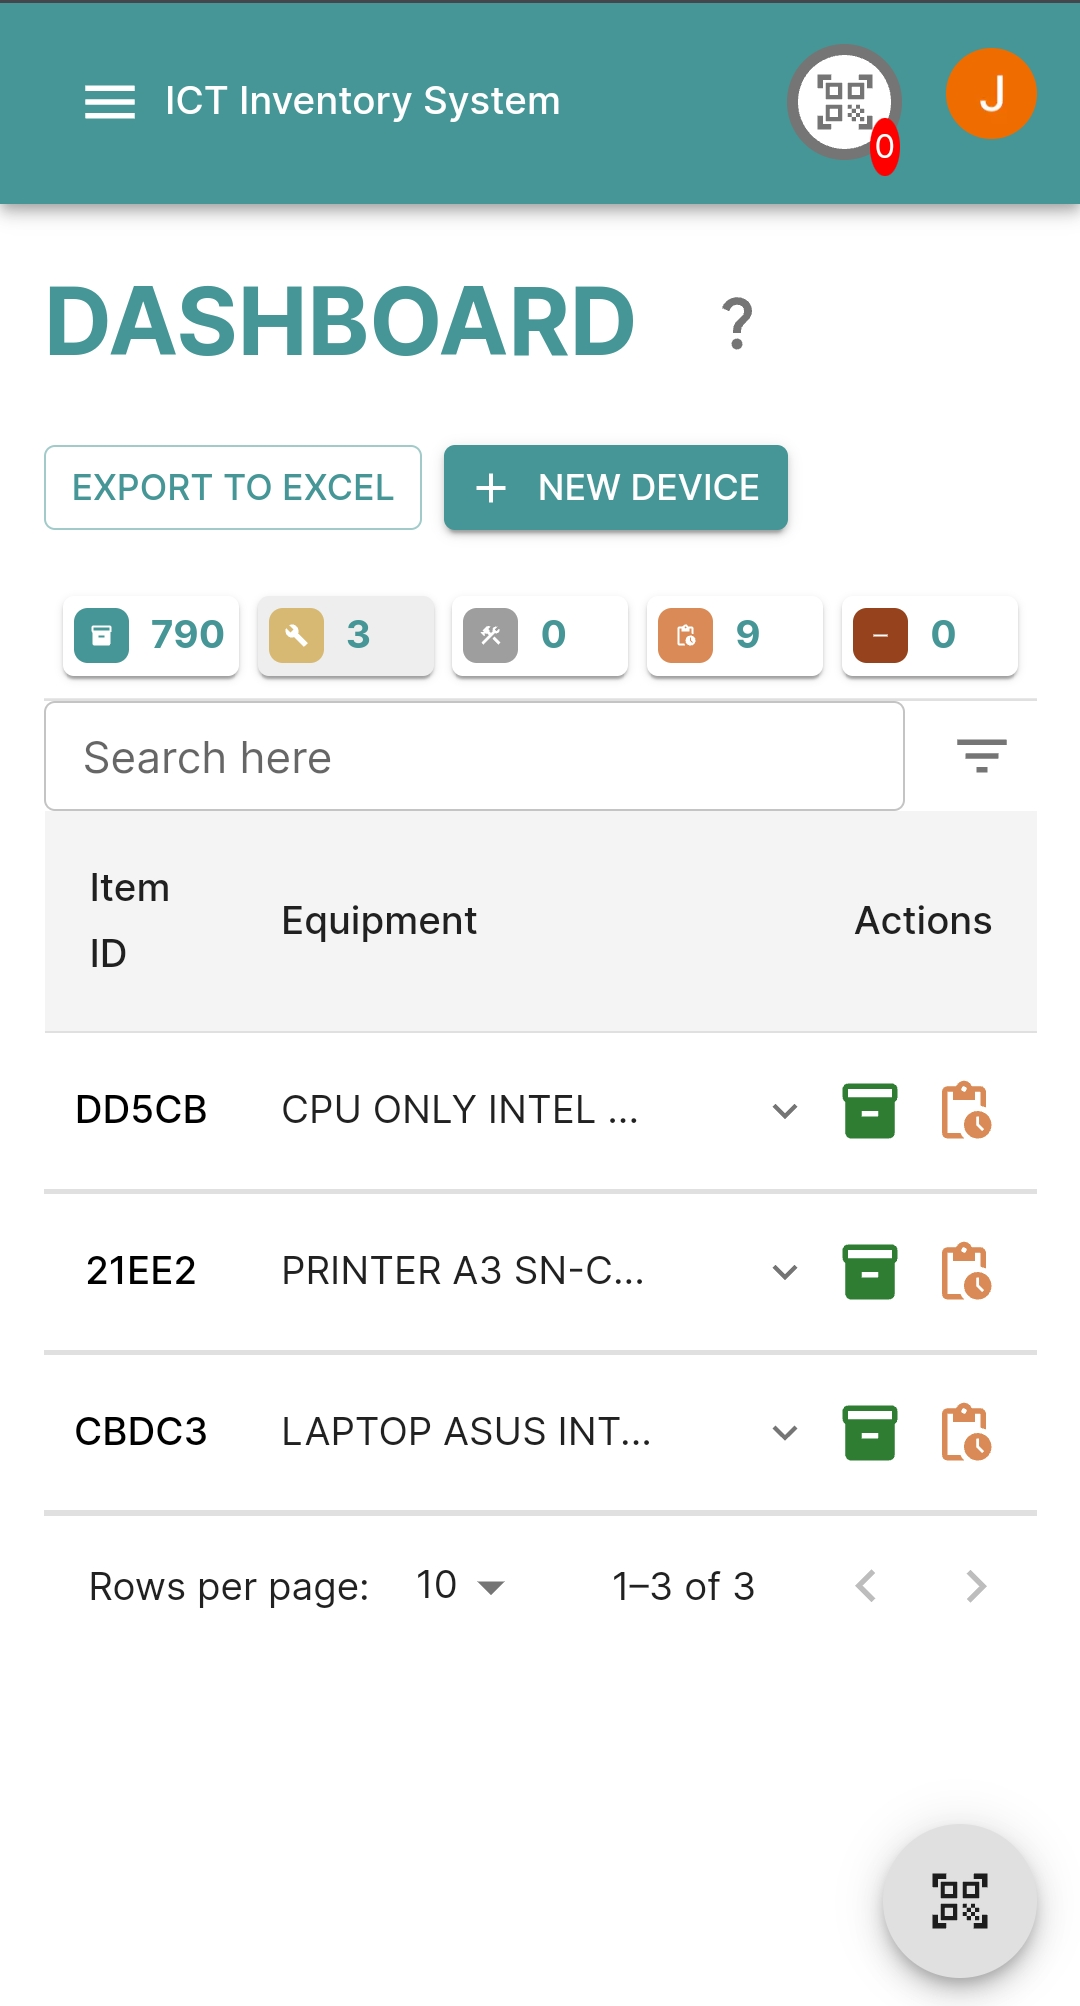 ICT Inventory System
0
J
DASHBOARD ?
EXPORT TO EXCEL
+ NEW DEVICE
790 3 0 9 0
Search here
Item ID Equipment Actions
DD5CB CPU ONLY INTEL ...
21EE2 PRINTER A3 SN-C...
CBDC3 LAPTOP ASUS INT...
Rows per page: 10 1–3 of 3